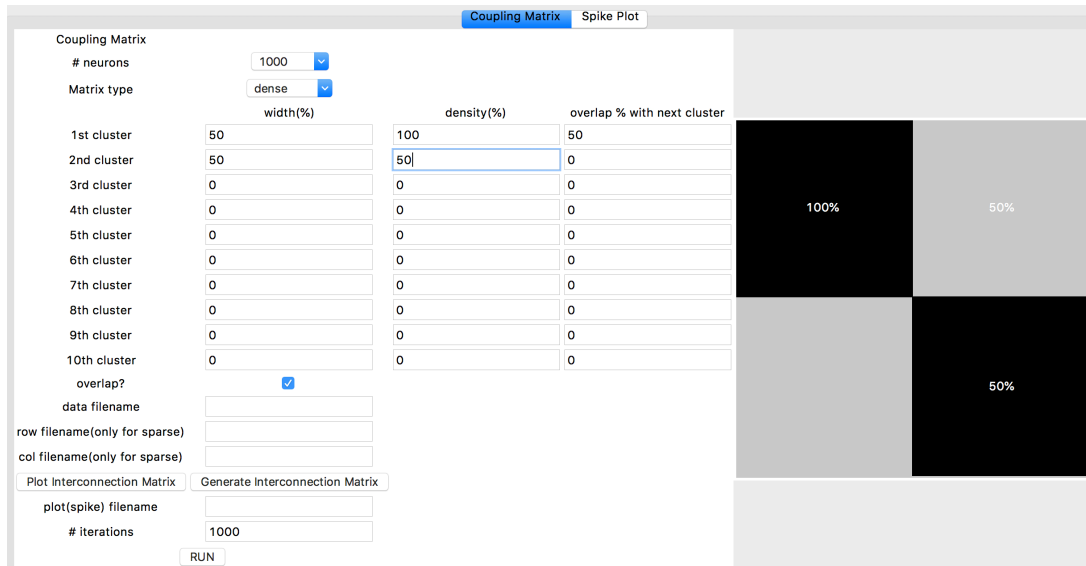 Coupling Matrix Spike Plot
Coupling Matrix
# neurons 1000
Matrix type dense
width(%) density(%) overlap % with next cluster
1st cluster 50 100 50
2nd cluster 50 50 0
3rd cluster 0 0 0
4th cluster 0 0 0
5th cluster 0 0 0
6th cluster 0 0 0
7th cluster 0 0 0
8th cluster 0 0 0
9th cluster 0 0 0
10th cluster 0 0 0
overlap?
data filename
row filename(only for sparse)
col filename(only for sparse)
Plot Interconnection Matrix Generate Interconnection Matrix
plot(spike) filename
# iterations 1000
RUN
100% 50%
50%